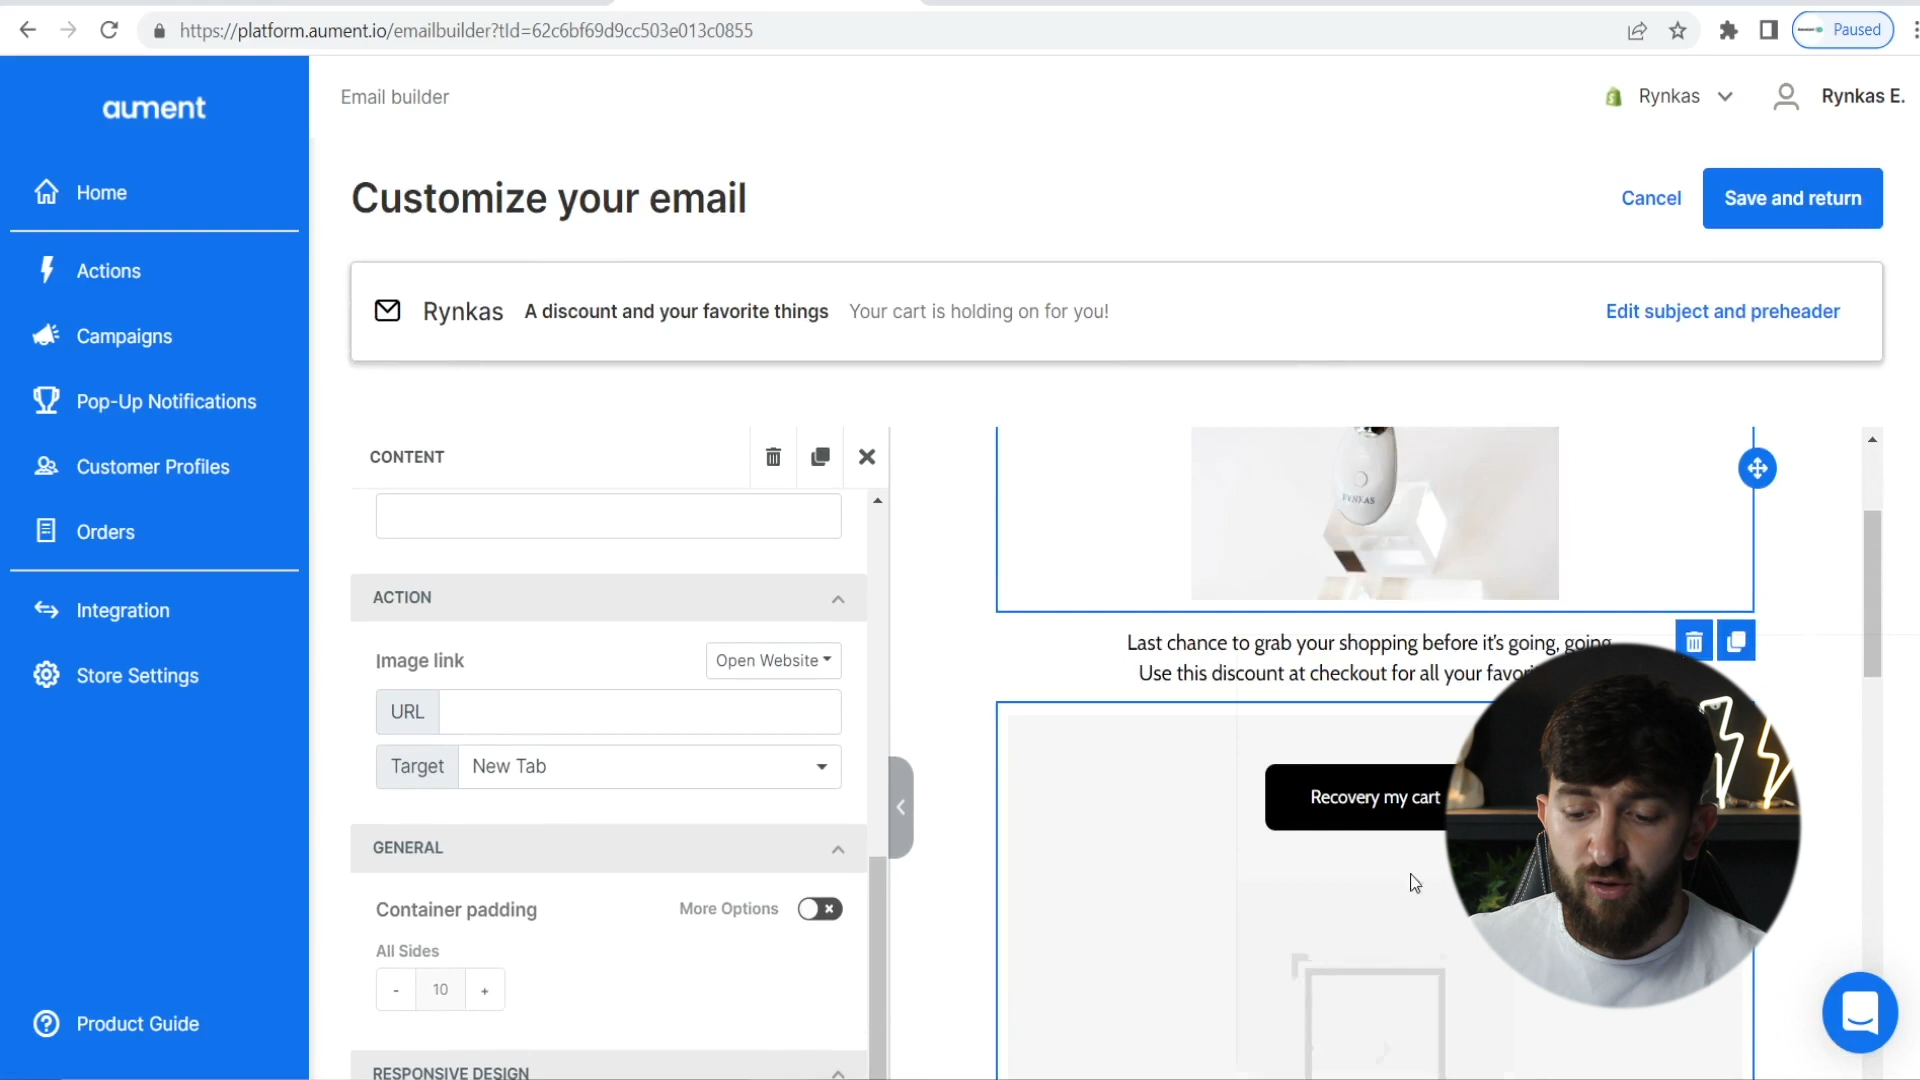 https://platform.aument.io/emailbuilder?tId=62c6bf69d9cc503e013c0855
Paused
aument
Email builder
Rynkas
Rynkas E.
Home
Actions
Campaigns
Pop-Up Notifications
Customer Profiles
Orders
Integration
Store Settings
Product Guide
Customize your email
Cancel
Save and return
Rynkas A discount and your favorite things Your cart is holding on for you!
Edit subject and preheader
CONTENT
ACTION
Image link
Open Website
URL
Target New Tab
GENERAL
Container padding
More Options
All Sides
- 10 +
RESPONSIVE DESIGN
RYNKAS
Last chance to grab your shopping before it's going, going
Use this discount at checkout for all your
Recovery my cart